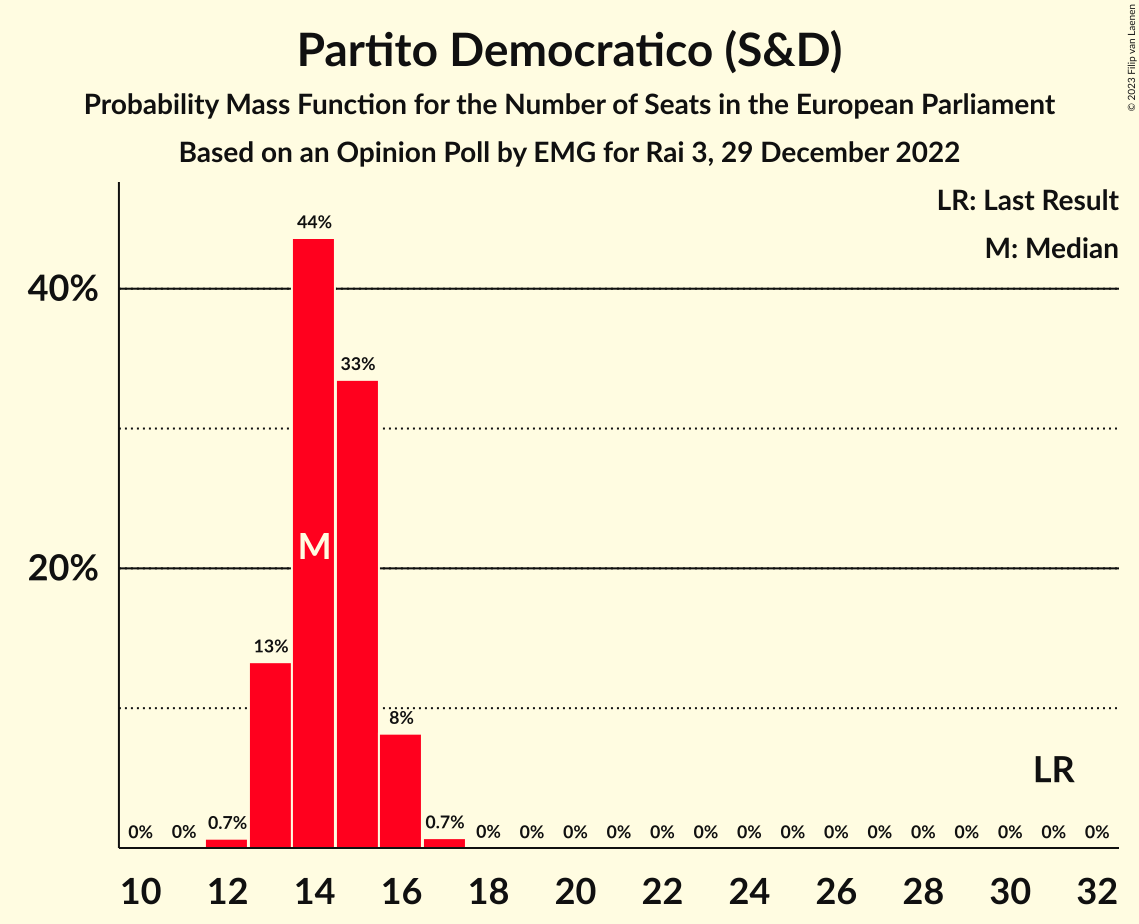 Partito Democratico (S&D)
Probability Mass Function for the Number of Seats in the European Parliament
Based on an Opinion Poll by EMG for Rai 3, 29 December 2022
© 2023 Filip van Laenen
LR: Last Result
M: Median
40%
20%
44%
33%
13%
8%
M
LR
0% 0% 0.7% 0.7% 0% 0% 0% 0% 0% 0% 0% 0% 0% 0% 0% 0% 0% 0% 0%
10 12 14 16 18 20 22 24 26 28 30 32